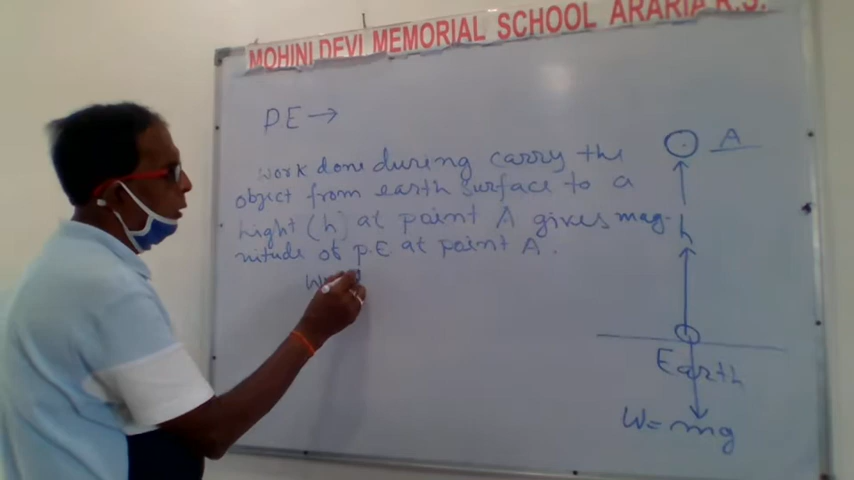 MOHINI DEVI MEMORIAL SCHOOL ARARIA R.S.
PE →
work done during carry the
object from earth surface to a
hight (h) at point A gives mag-
nitude of P.E at point A.
A
h
Earth
W = mg